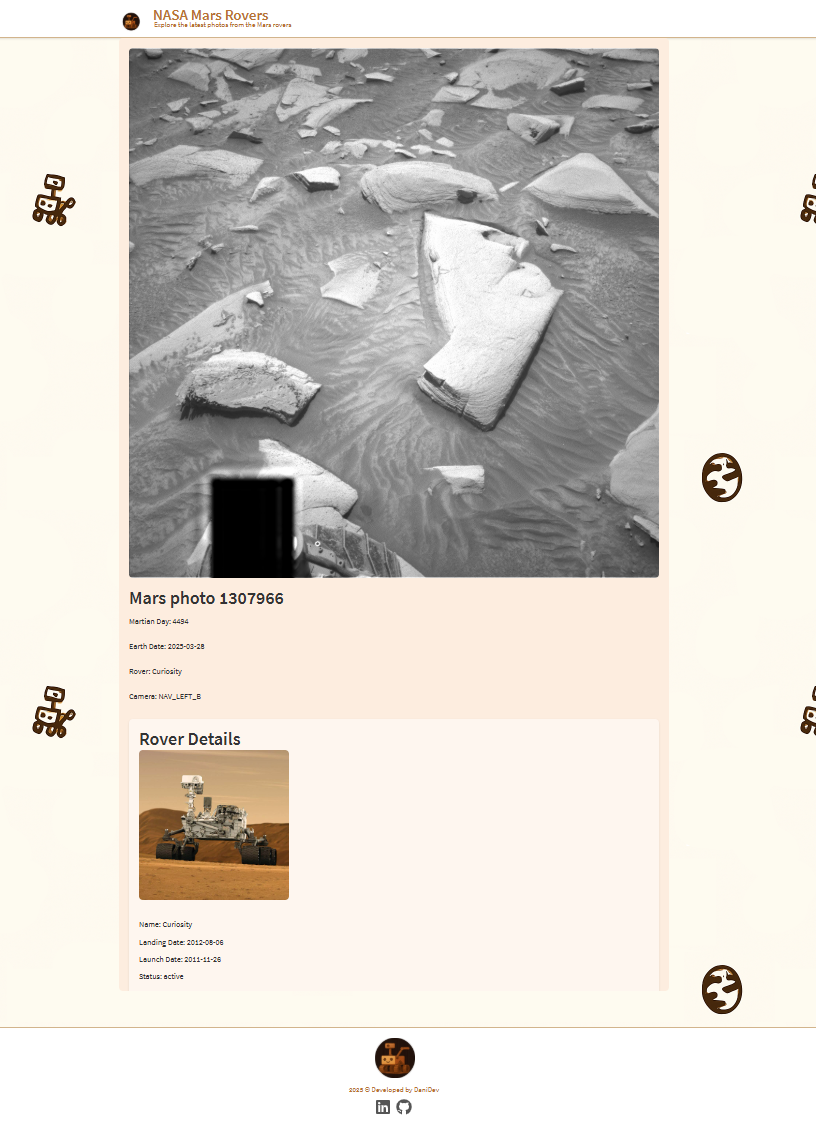 NASA Mars Rovers
Explore the latest photos from the Mars rovers
Mars photo 1307966
Martian Day: 4494
Earth Date: 2025-03-28
Rover: Curiosity
Camera: NAV_LEFT_B
Rover Details
Name: Curiosity
Landing Date: 2012-08-06
Launch Date: 2011-11-26
Status: active
2025 © Developed by DaniDev